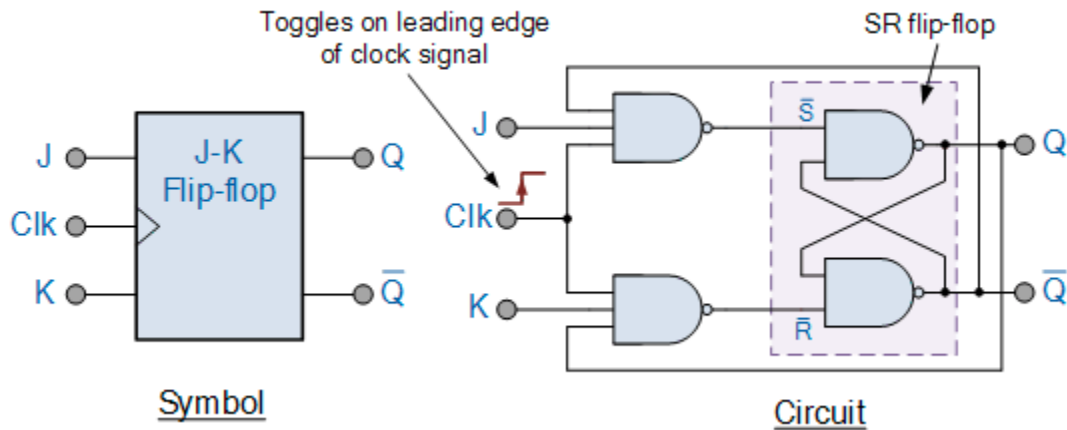 Toggles on leading edge
of clock signal
SR flip-flop
J
Clk
K
J-K
Flip-flop
Q
Q̅
J
Clk
K
S̅
R̅
Q
Q̅
Symbol
Circuit